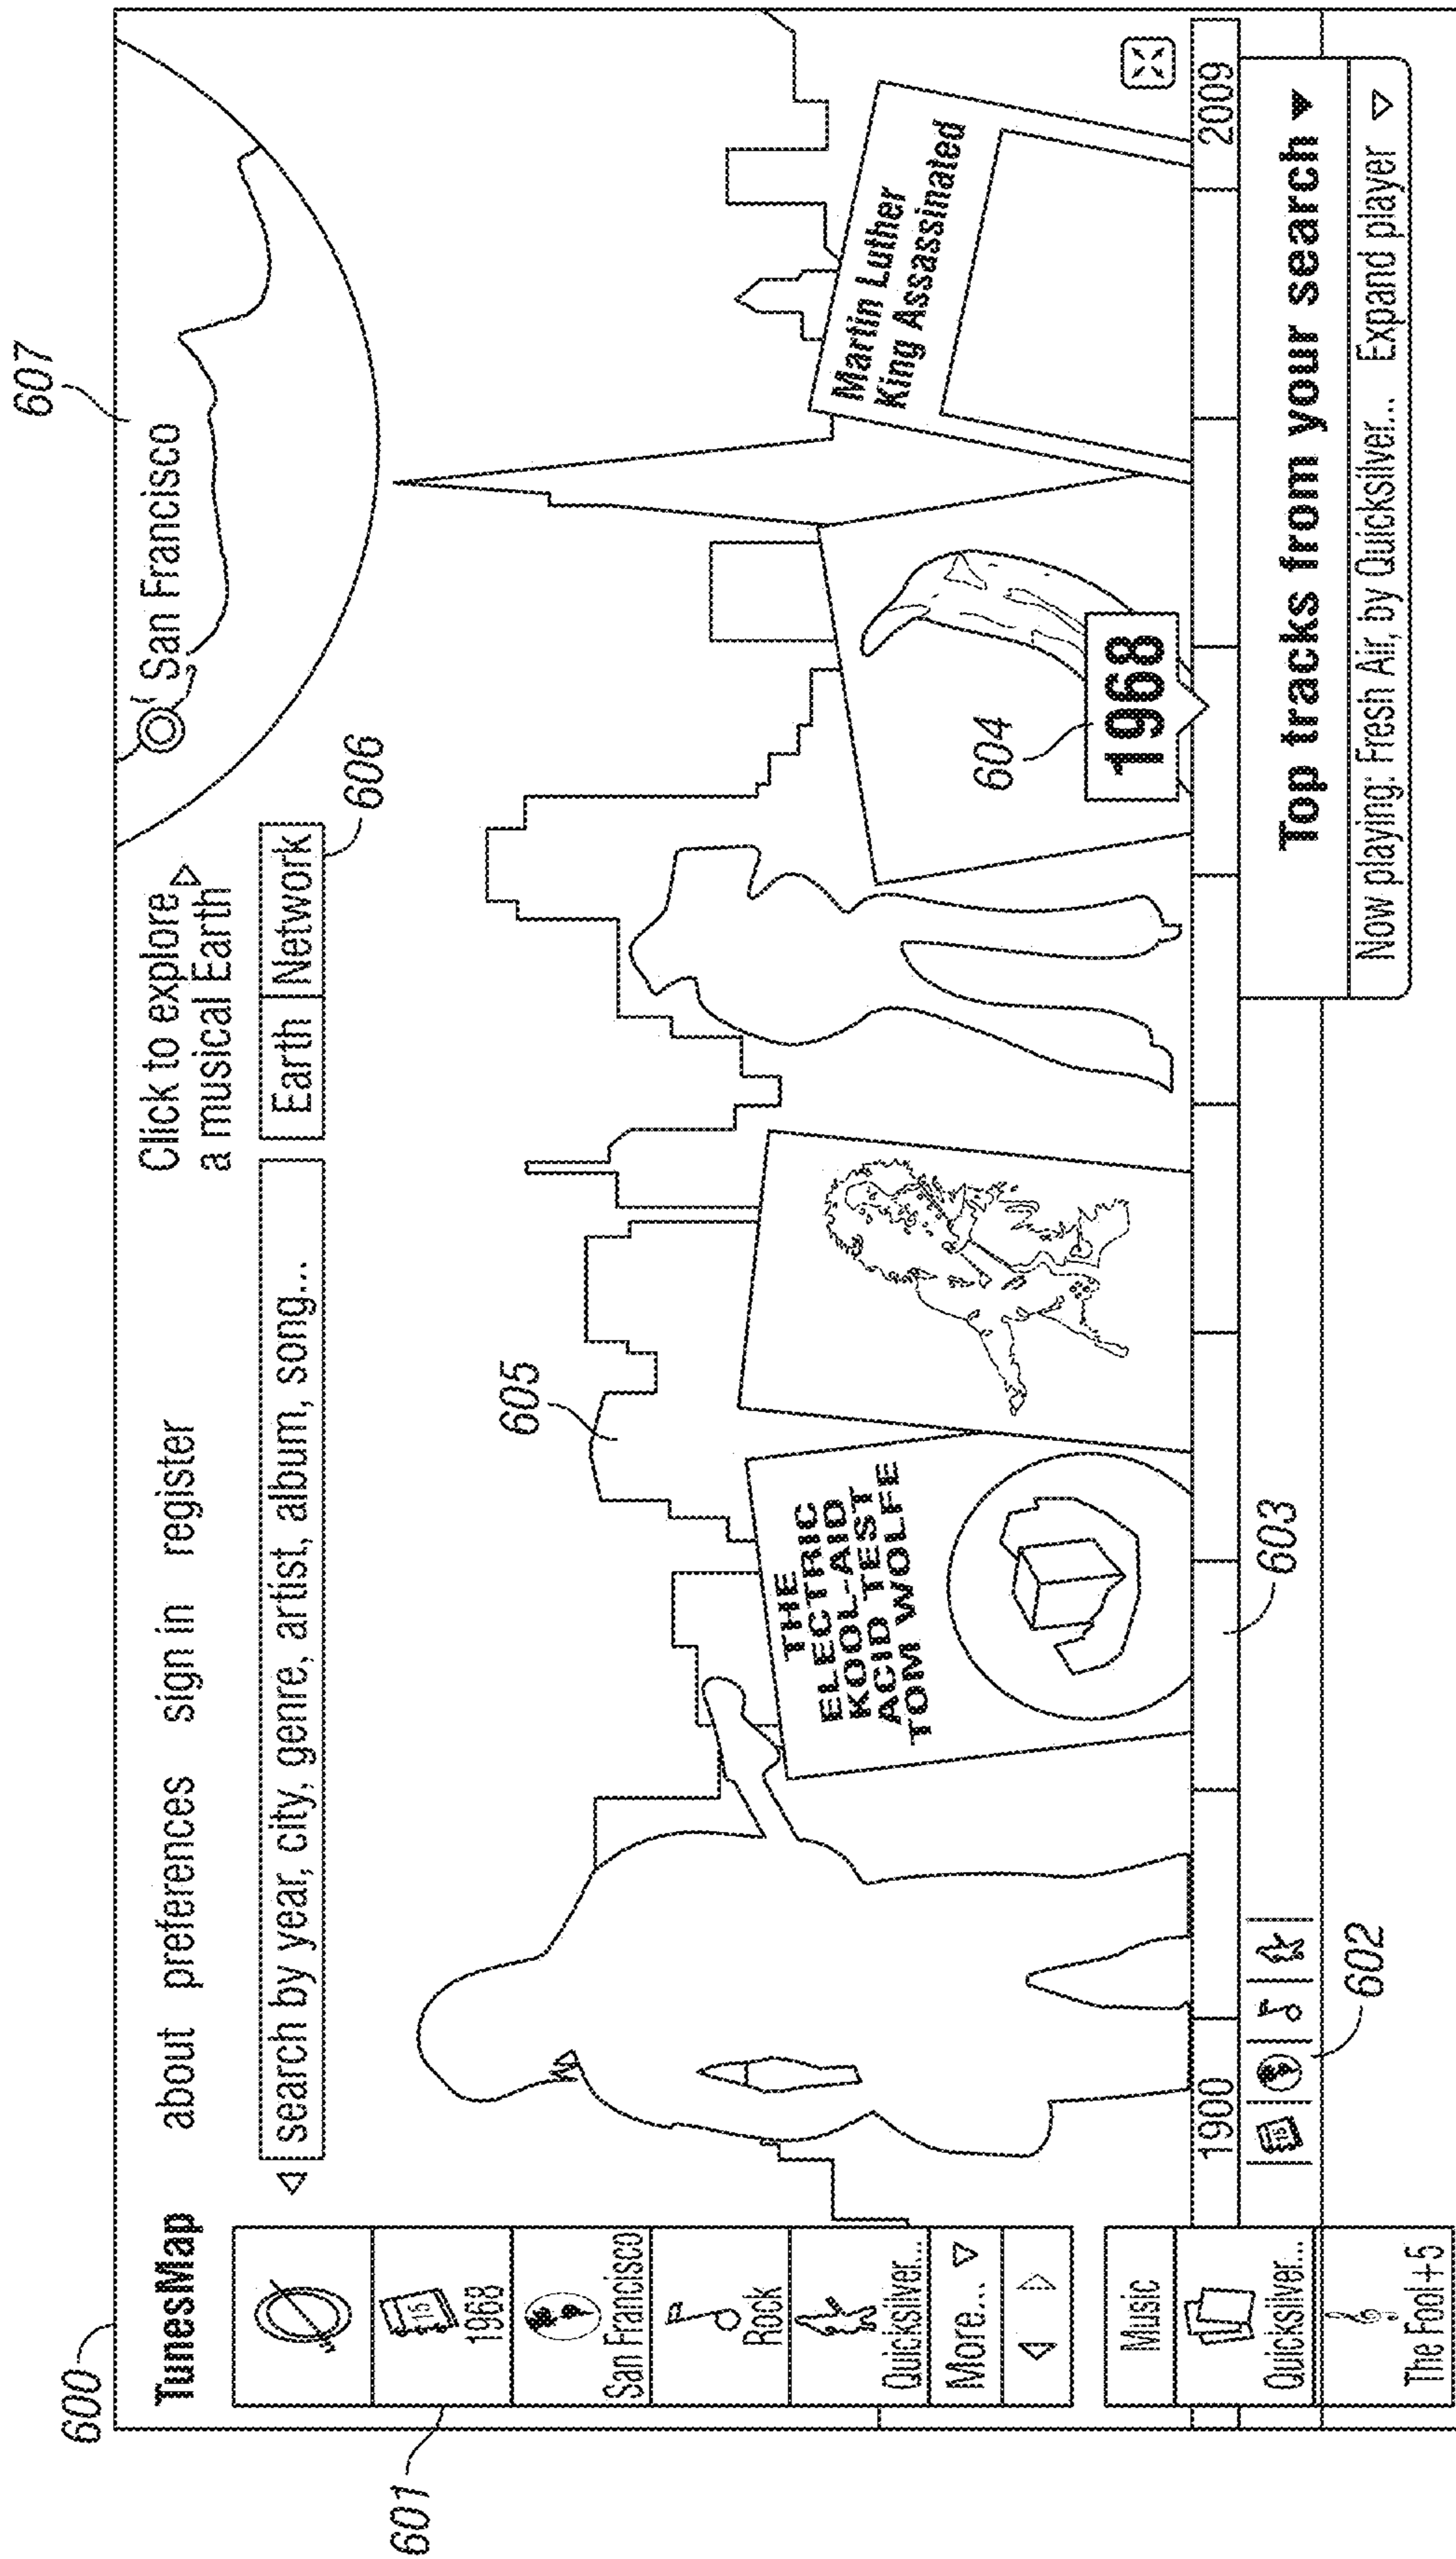 600
607
TunesMap about preferences sign in register
Click to explore
a musical Earth
San Francisco
search by year, city, genre, artist, album, song...
Earth Network
606
601
1968
San Francisco
Rock
Quicksilver...
More...
605
THE
ELECTRIC
KOOL-AID
ACID TEST
TOM WOLFE
Martin Luther
King Assasinated
604
1968
1900
2009
Music
Quicksilver...
The Fool+5
602
603
Top tracks from your search
Now playing: Fresh Air, by Quicksilver... Expand player